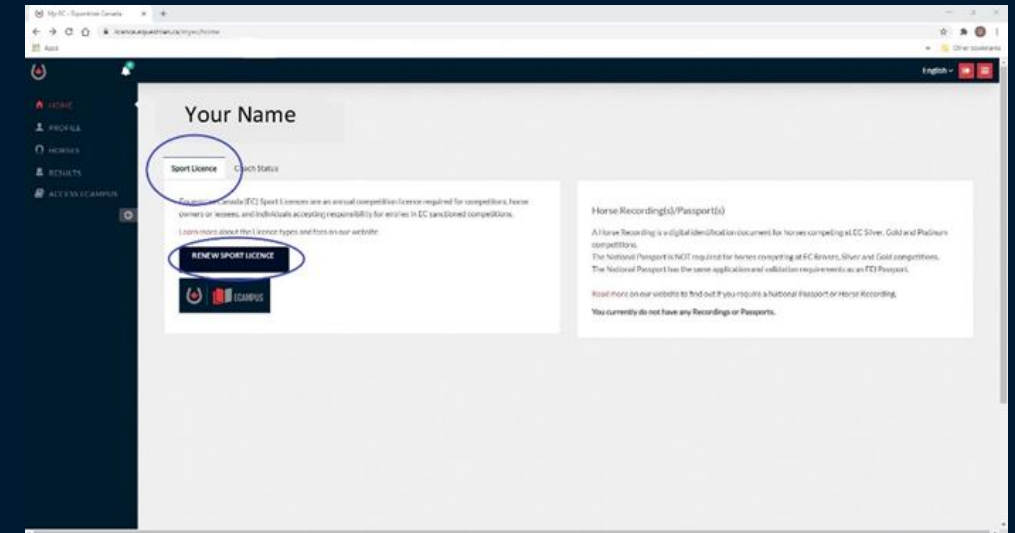 My EC - Equestrian Canada
licence.equestrian.ca/myec/home
Apps
Other bookmarks
English
HOME
PROFILE
HORSES
RESULTS
ACCESS ECAMPUS
Your Name
Sport Licence
Coach Status
Equestrian Canada (EC) Sport Licences are an annual competition licence required for competitors, horse
owners or lessees, and individuals accepting responsibility for entries in EC sanctioned competitions.
Learn more about the Licence types and fees on our website
RENEW SPORT LICENCE
ECAMPUS
Horse Recording(s)/Passport(s)
A Horse Recording is a digital identification document for horses competing at EC Silver, Gold and Platinum
competitions.
The National Passport is NOT required for horses competing at EC Bronze, Silver and Gold competitions.
The National Passport has the same application and validation requirements as an FEI Passport.
Read more on our website to find out if you require a National Passport or Horse Recording.
You currently do not have any Recordings or Passports.